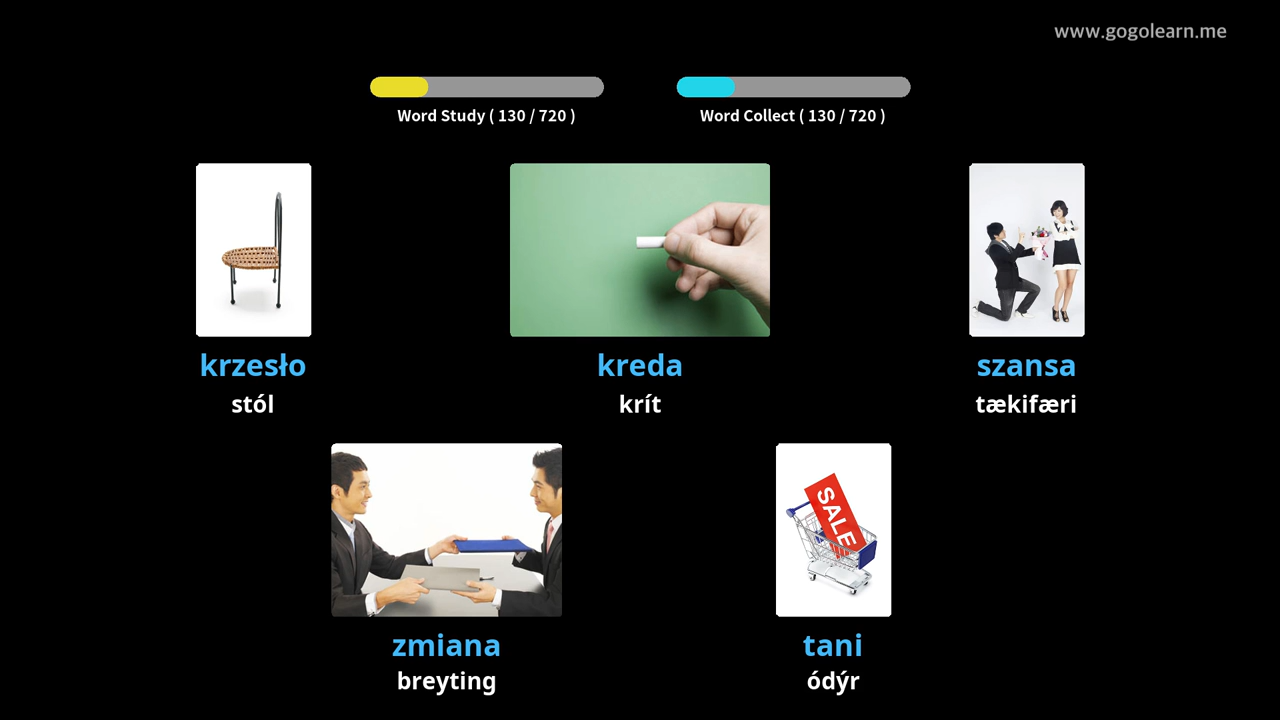 www.gogolearn.me
Word Study ( 130 / 720 )
Word Collect ( 130 / 720 )
krzesło
stól
kreda
krít
szansa
tækifæri
SALE
zmiana
breyting
tani
ódýr